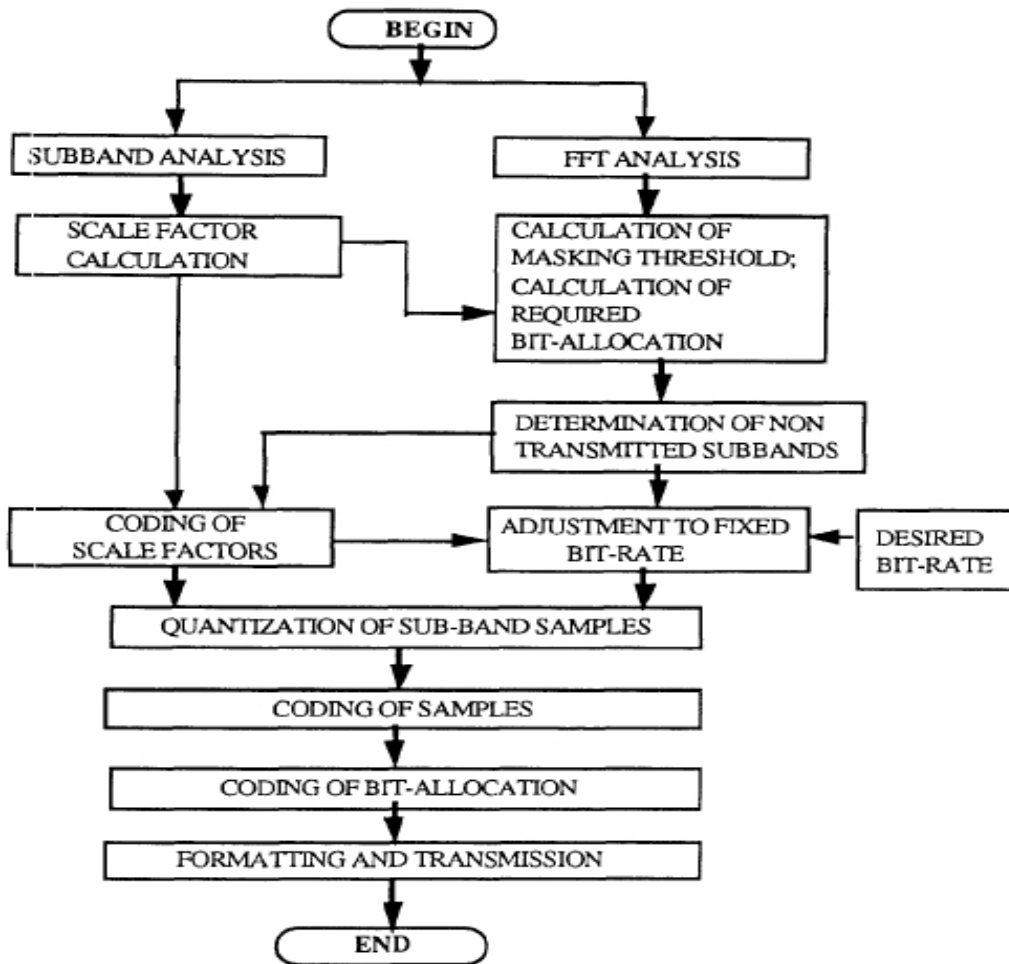 BEGIN
SUBBAND ANALYSIS
FFT ANALYSIS
SCALE FACTOR
CALCULATION
CALCULATION OF
MASKING THRESHOLD;
CALCULATION OF
REQUIRED
BIT-ALLOCATION
DETERMINATION OF NON
TRANSMITTED SUBBANDS
CODING OF
SCALE FACTORS
ADJUSTMENT TO FIXED
BIT-RATE
DESIRED
BIT-RATE
QUANTIZATION OF SUB-BAND SAMPLES
CODING OF SAMPLES
CODING OF BIT-ALLOCATION
FORMATTING AND TRANSMISSION
END